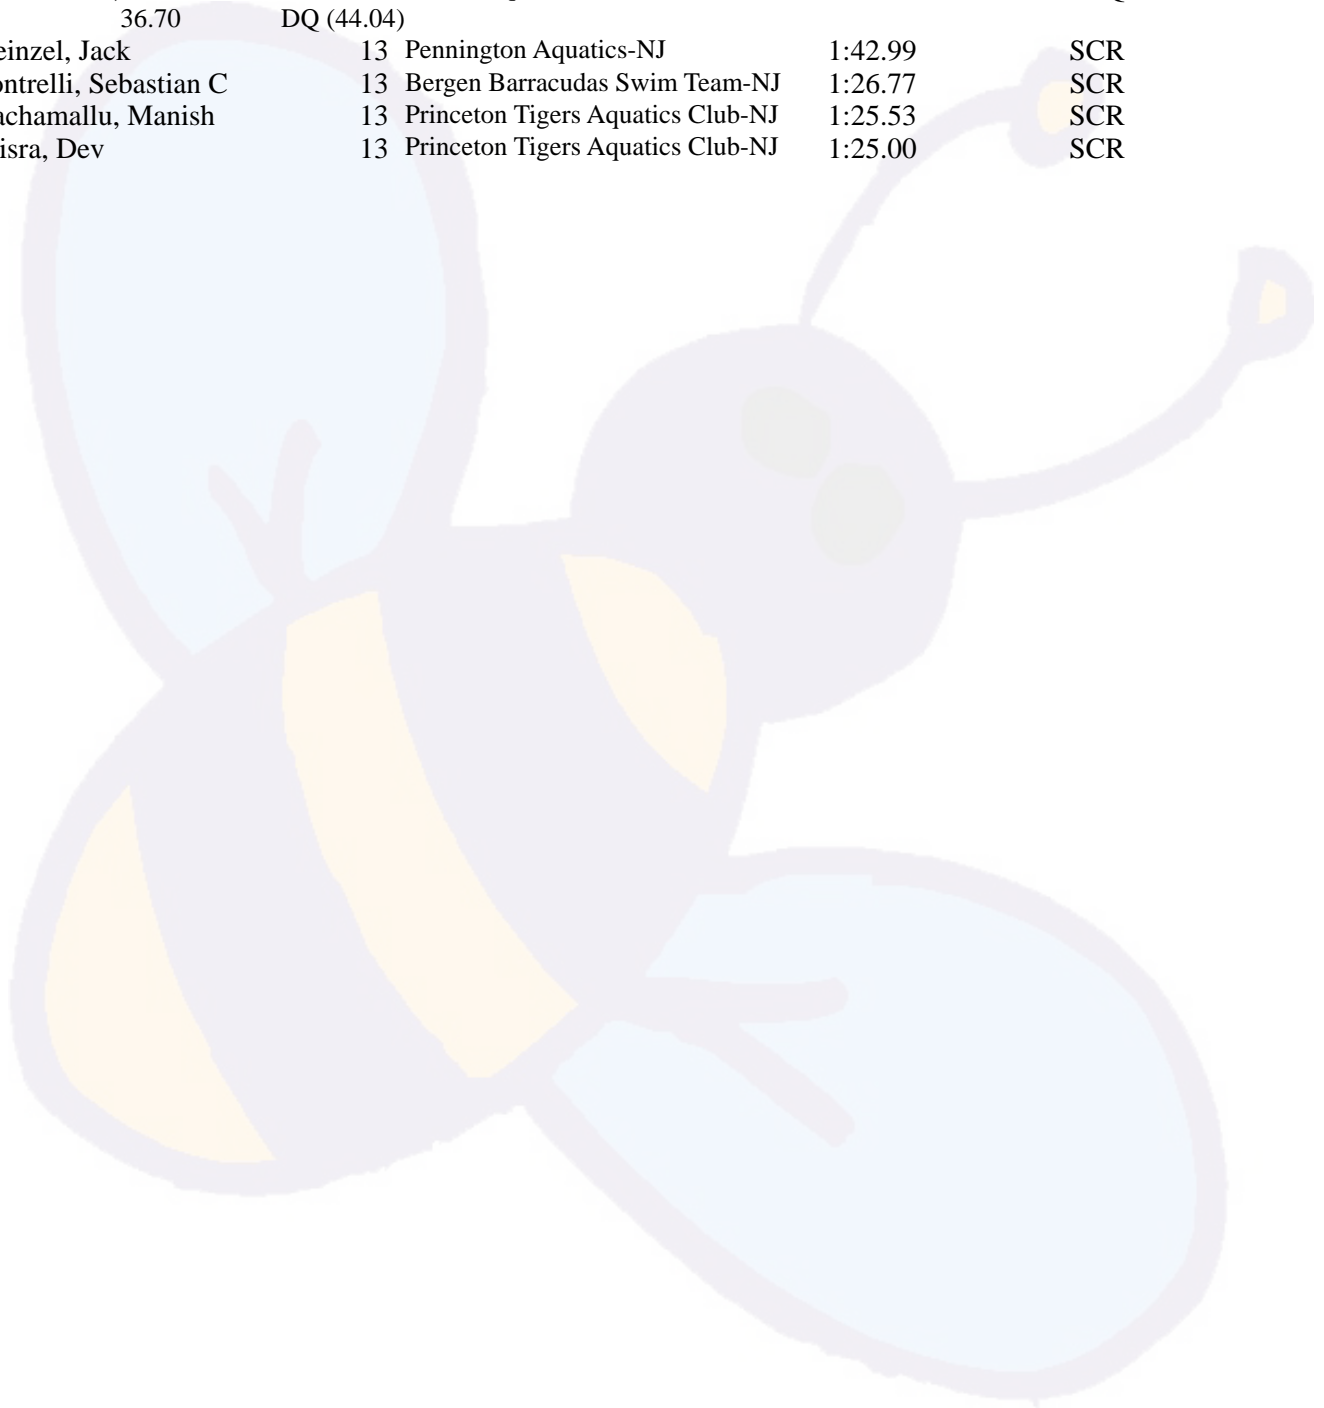 36.70 DQ (44.04)
einzel, Jack 13 Pennington Aquatics-NJ 1:42.99 SCR
ontrelli, Sebastian C 13 Bergen Barracudas Swim Team-NJ 1:26.77 SCR
achamallu, Manish 13 Princeton Tigers Aquatics Club-NJ 1:25.53 SCR
isra, Dev 13 Princeton Tigers Aquatics Club-NJ 1:25.00 SCR